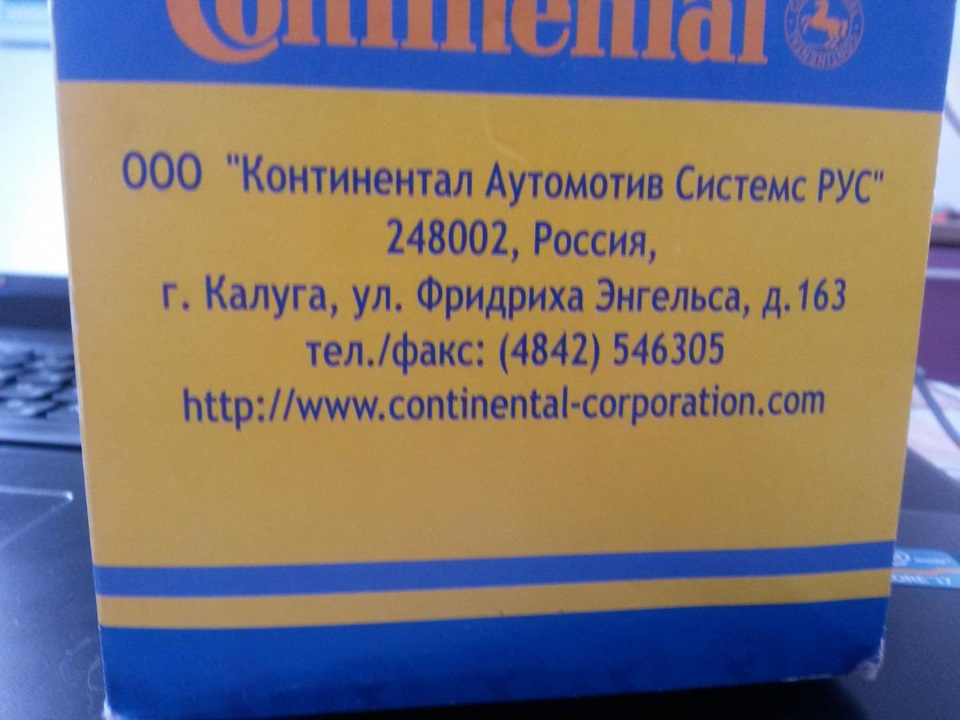 Continental
ООО "Континентал Аутомотив Системс РУС"
248002, Россия,
г. Калуга, ул. Фридриха Энгельса, д.163
тел./факс: (4842) 546305
http://www.continental-corporation.com